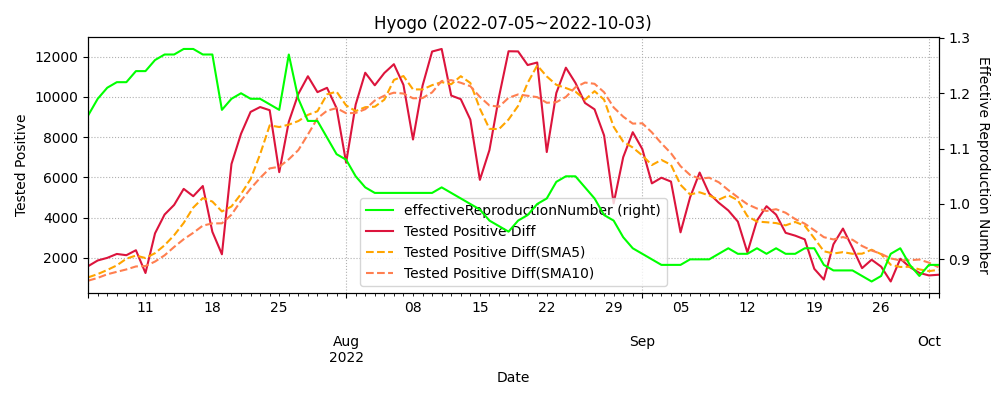 Hyogo (2022-07-05~2022-10-03)
12000
10000
8000
6000
4000
2000
Tested Positive
1.3
1.2
1.1
1.0
0.9
Effective Reproduction Number
effectiveReproductionNumber (right)
Tested Positive Diff
Tested Positive Diff(SMA5)
Tested Positive Diff(SMA10)
11 18 25 08 15 22 29 05 12 19 26
Aug Sep Oct
2022
Date